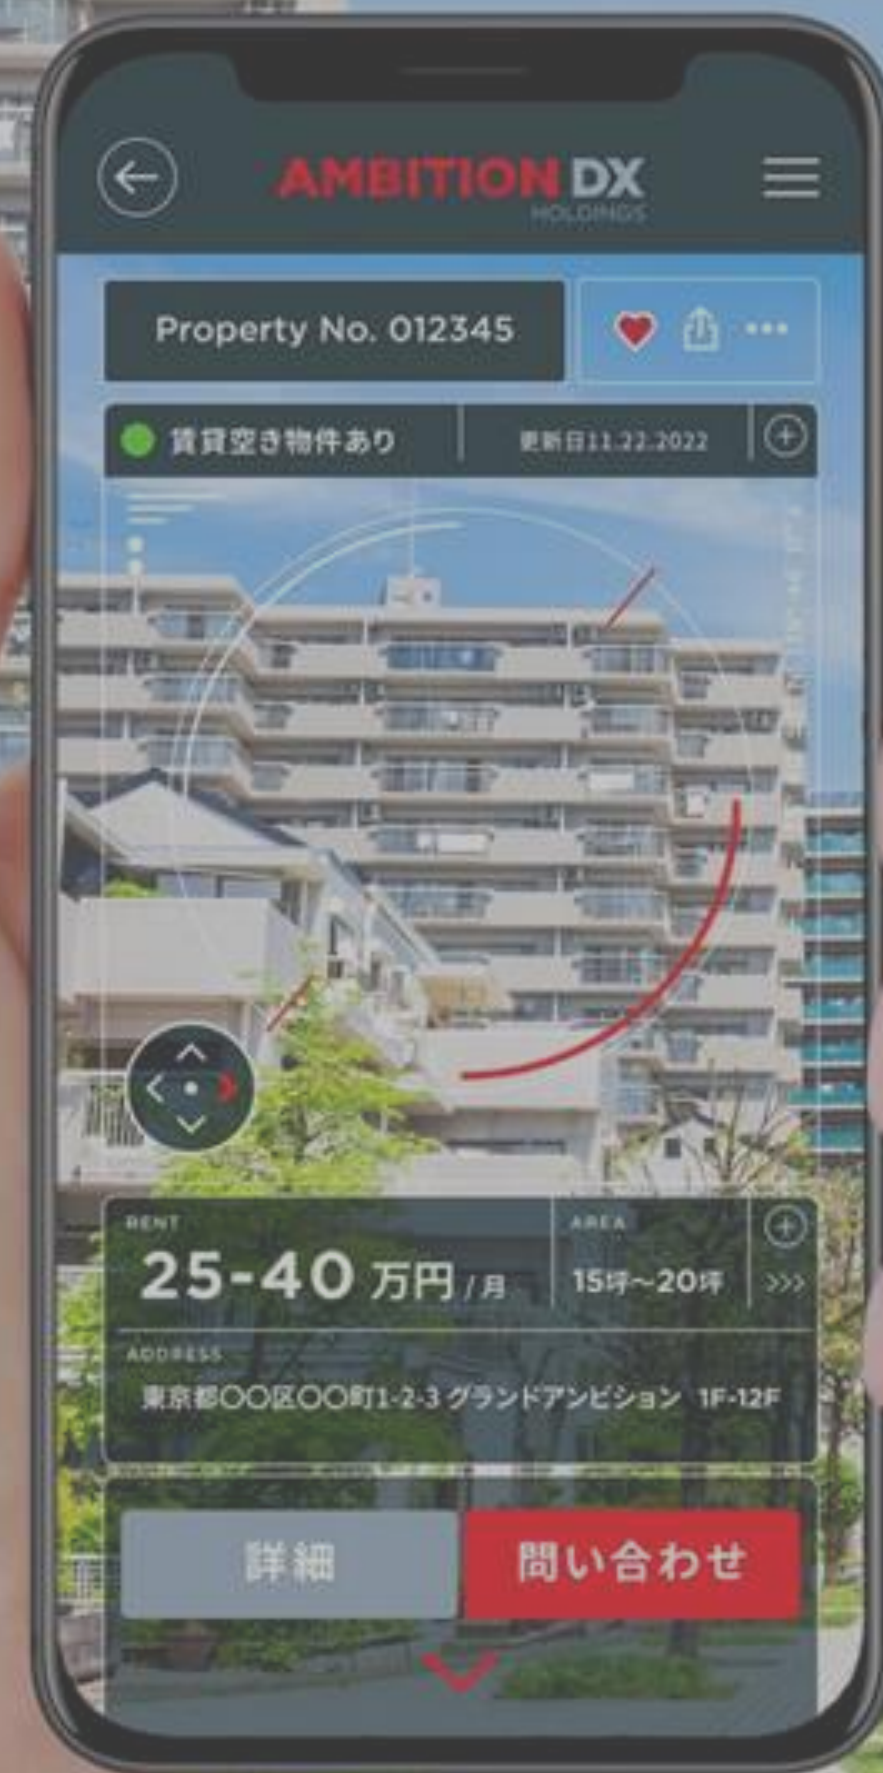 AMBITION DX
HOLDINGS
Property No. 012345
賃貸空き物件あり
更新日11.22.2022
RENT
25-40 万円 / 月
AREA
15坪～20坪
ADDRESS
東京都〇〇区〇〇町1-2-3 グランドアンビション 1F-12F
詳細
問い合わせ